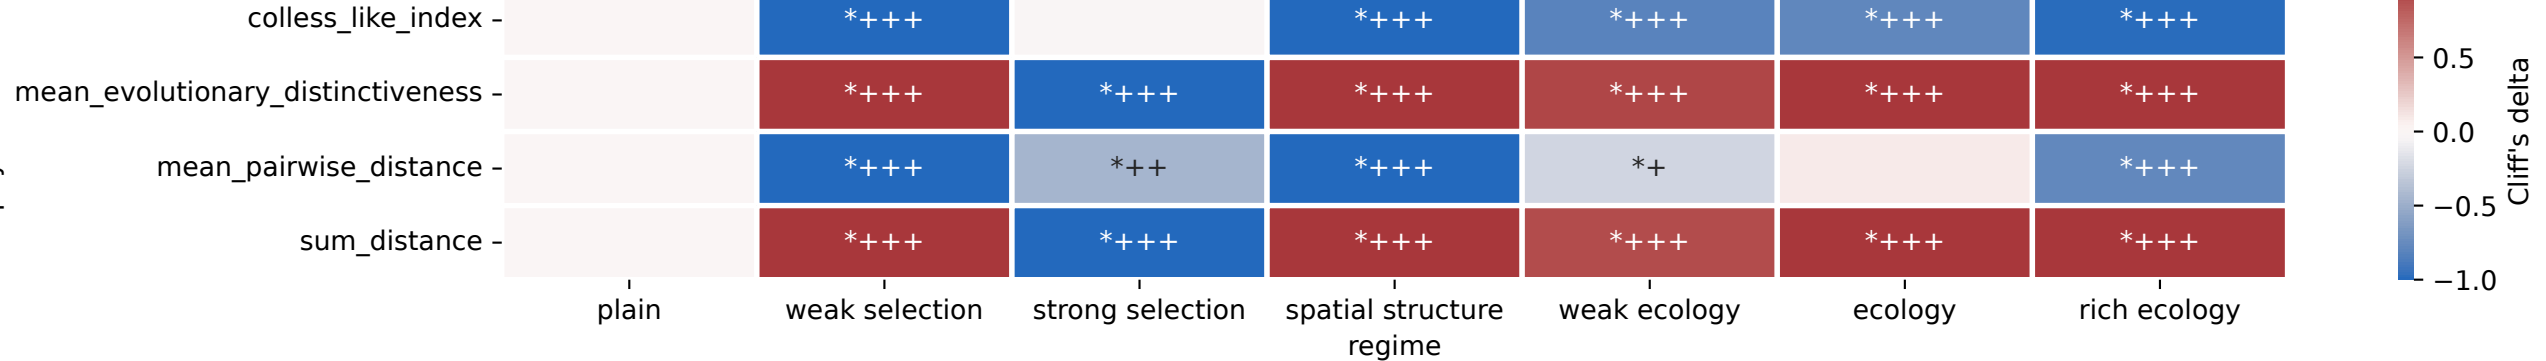 colless_like_index *+++ *+++ *+++ *+++ *+++
mean_evolutionary_distinctiveness *+++ *+++ *+++ *+++ *+++ *+++
mean_pairwise_distance *+++ *++ *+++ *+ *+++
sum_distance *+++ *+++ *+++ *+++ *+++ *+++
plain weak selection strong selection spatial structure weak ecology ecology rich ecology
regime
0.5
0.0
−0.5
−1.0
Cliff's delta